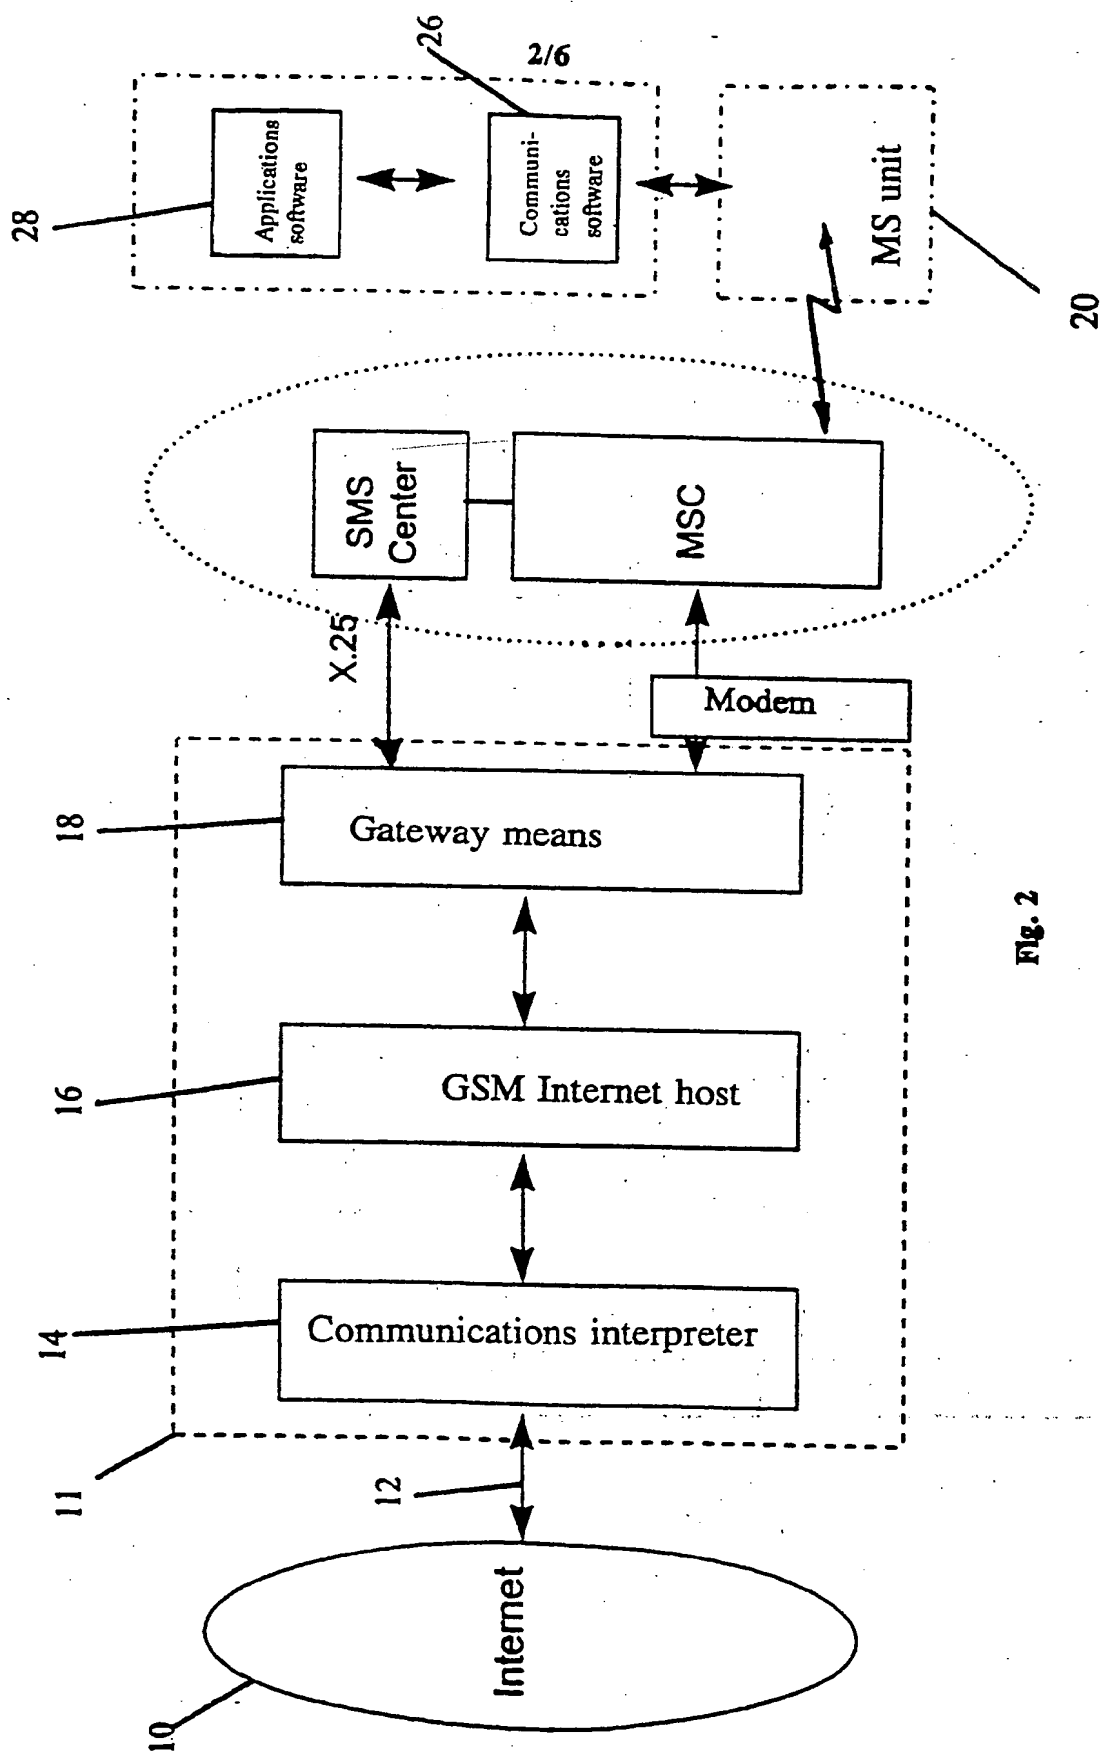 2/6
26
28
Applications
software
Communi-
cations
software
MS unit
20
SMS
Center
MSC
X.25
Modem
18
Gateway means
16
GSM Internet host
14
Communications interpreter
11
12
Internet
10
Fig. 2